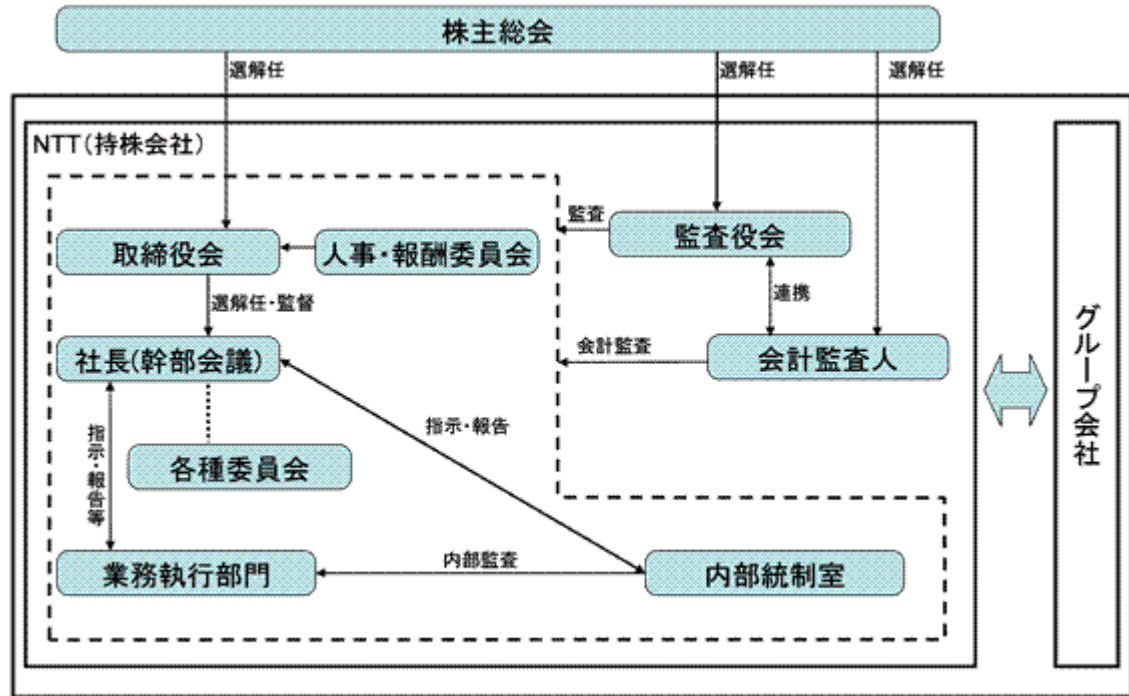 株主総会
選解任
選解任
選解任
NTT(持株会社)
監査
監査役会
取締役会
人事・報酬委員会
連携
選解任・監督
社長(幹部会議)
会計監査
会計監査人
グループ会社
指示・報告
指示・報告等
各種委員会
業務執行部門
内部監査
内部統制室